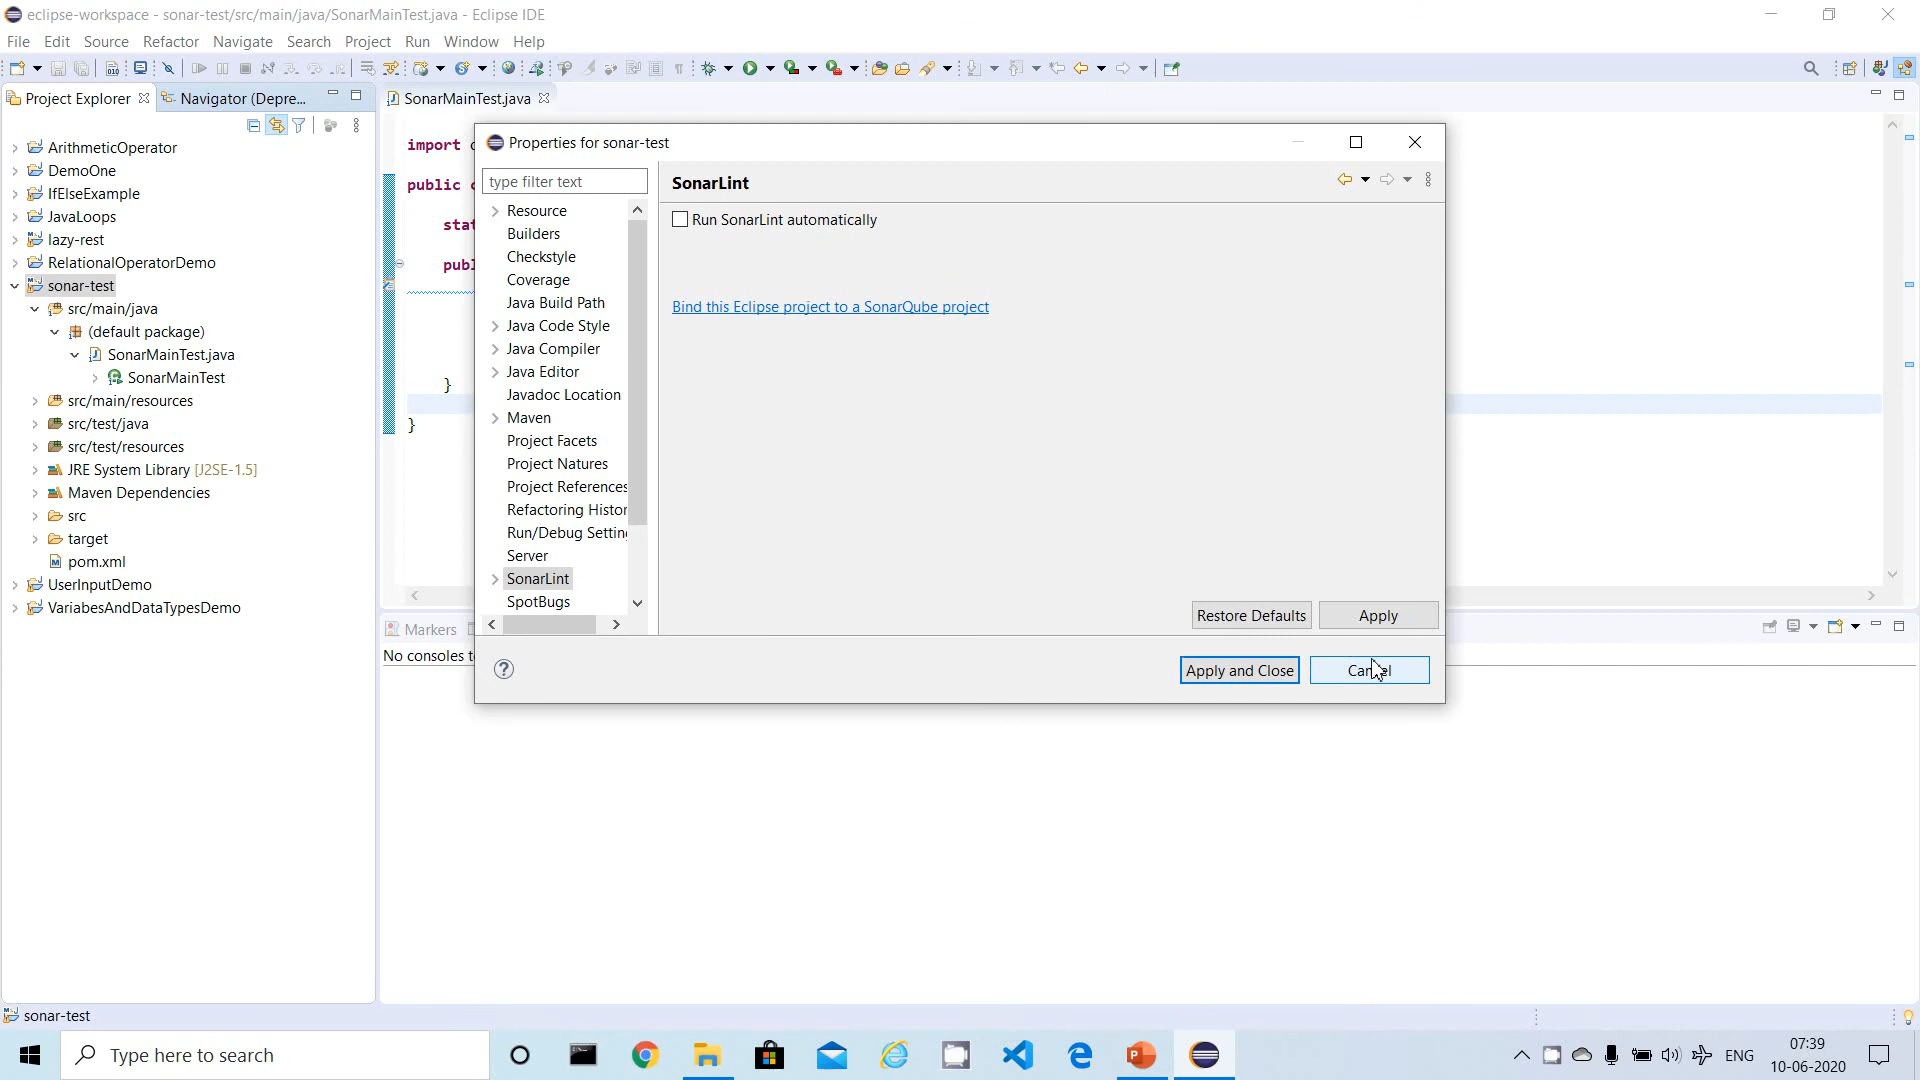 eclipse-workspace - sonar-test/src/main/java/SonarMainTest.java - Eclipse IDE
File Edit Source Refactor Navigate Search Project Run Window Help
Project Explorer
Navigator (Depre...
SonarMainTest.java
ArithmeticOperator
DemoOne
IfElseExample
JavaLoops
lazy-rest
RelationalOperatorDemo
sonar-test
src/main/java
(default package)
SonarMainTest.java
SonarMainTest
src/main/resources
src/test/java
src/test/resources
JRE System Library [J2SE-1.5]
Maven Dependencies
src
target
pom.xml
UserInputDemo
VariabesAndDataTypesDemo
import
public
}
}
Properties for sonar-test
type filter text
Resource
Builders
Checkstyle
Coverage
Java Build Path
Java Code Style
Java Compiler
Java Editor
Javadoc Location
Maven
Project Facets
Project Natures
Project References
Refactoring Histor
Run/Debug Settin
Server
SonarLint
SpotBugs
SonarLint
Run SonarLint automatically
Bind this Eclipse project to a SonarQube project
Restore Defaults
Apply
Apply and Close
Cancel
Markers
No consoles t
sonar-test
Type here to search
ENG
07:39
10-06-2020